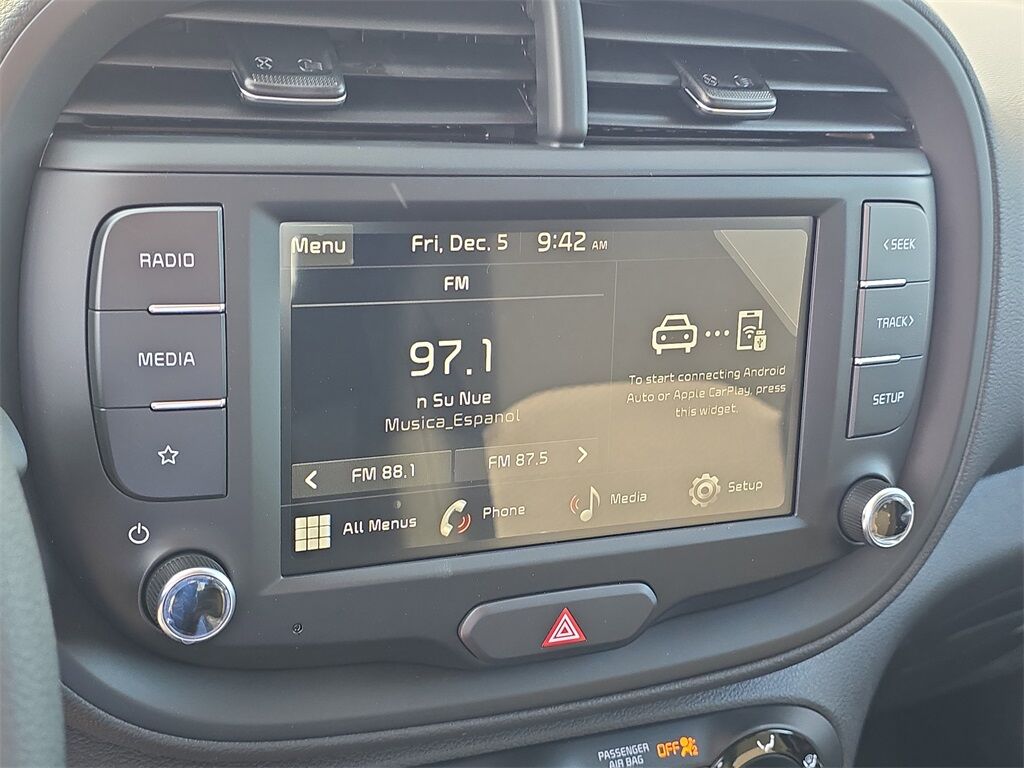 RADIO
MEDIA
Menu
Fri, Dec. 5
9:42 AM
FM
97.1
n Su Nue
Musica_Espanol
< FM 88.1
FM 87.5 >
To start connecting Android
Auto or Apple CarPlay, press
this widget.
All Menus
Phone
Media
Setup
< SEEK
TRACK >
SETUP
PASSENGER
AIR BAG
OFF
2